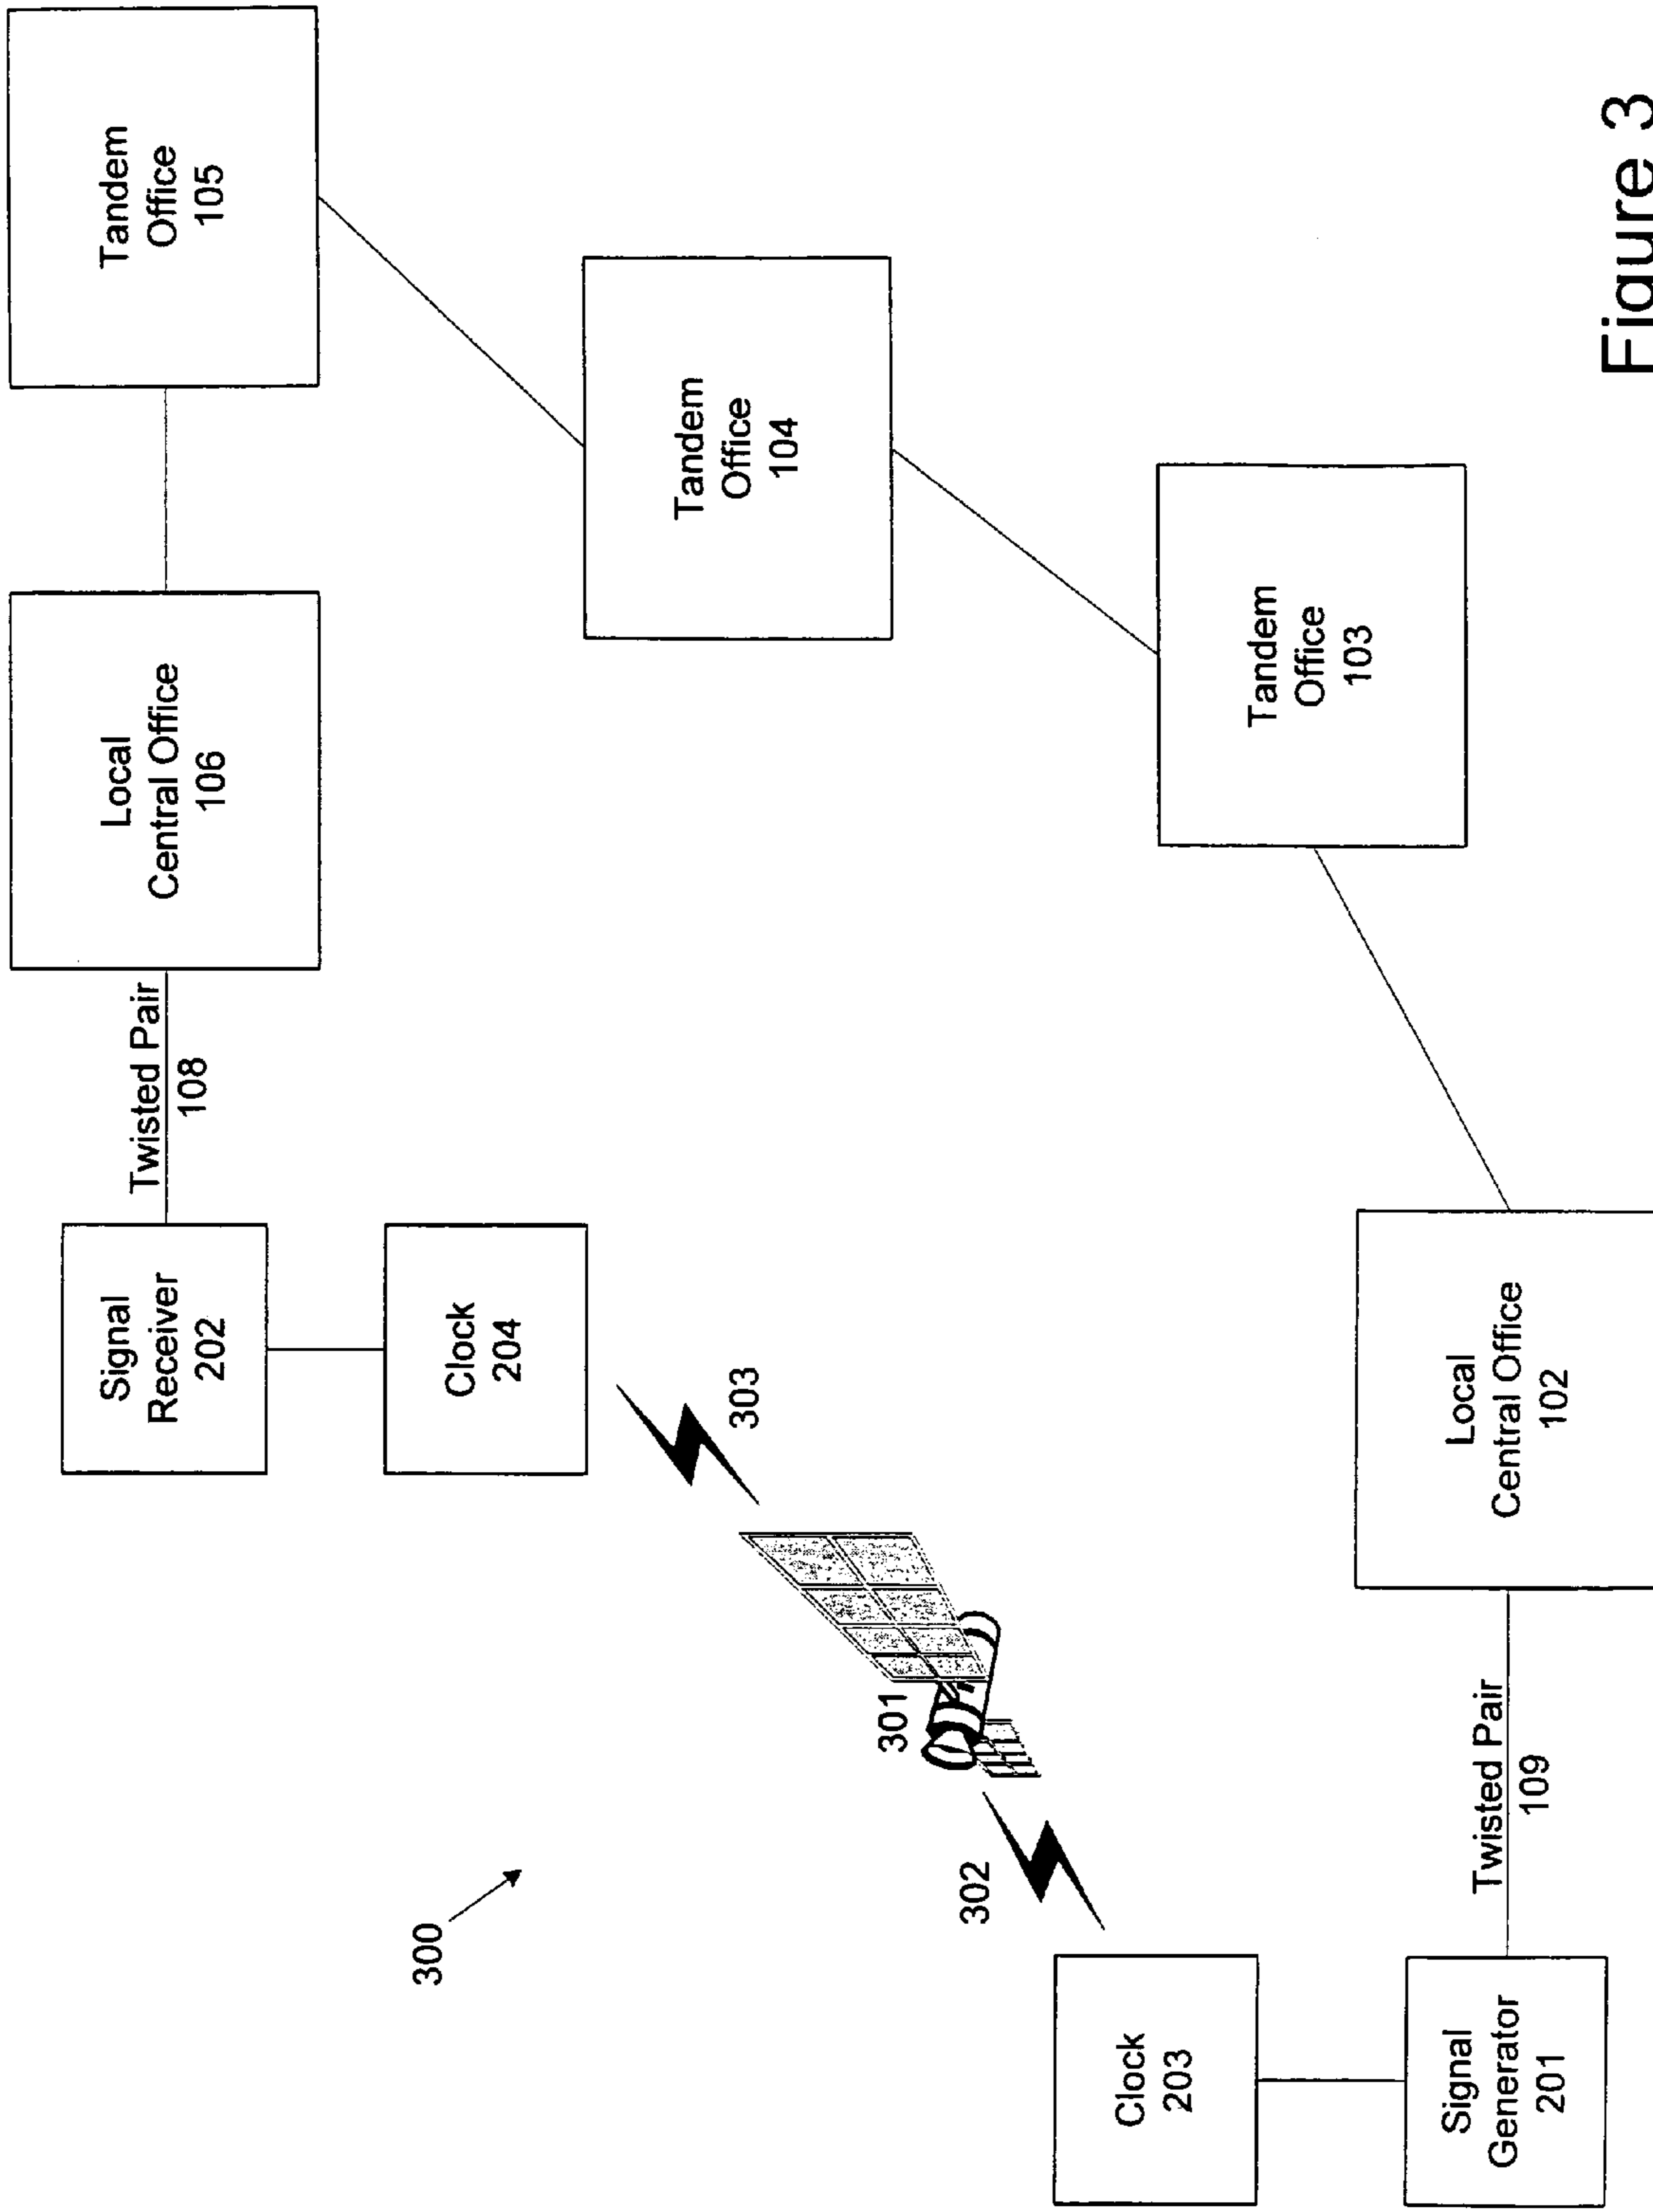 300
Signal
Receiver
202
Twisted Pair
108
Local
Central Office
106
Tandem
Office
105
Clock
204
303
301
302
Tandem
Office
104
Clock
203
Tandem
Office
103
Signal
Generator
201
Twisted Pair
109
Local
Central Office
102
Figure 3